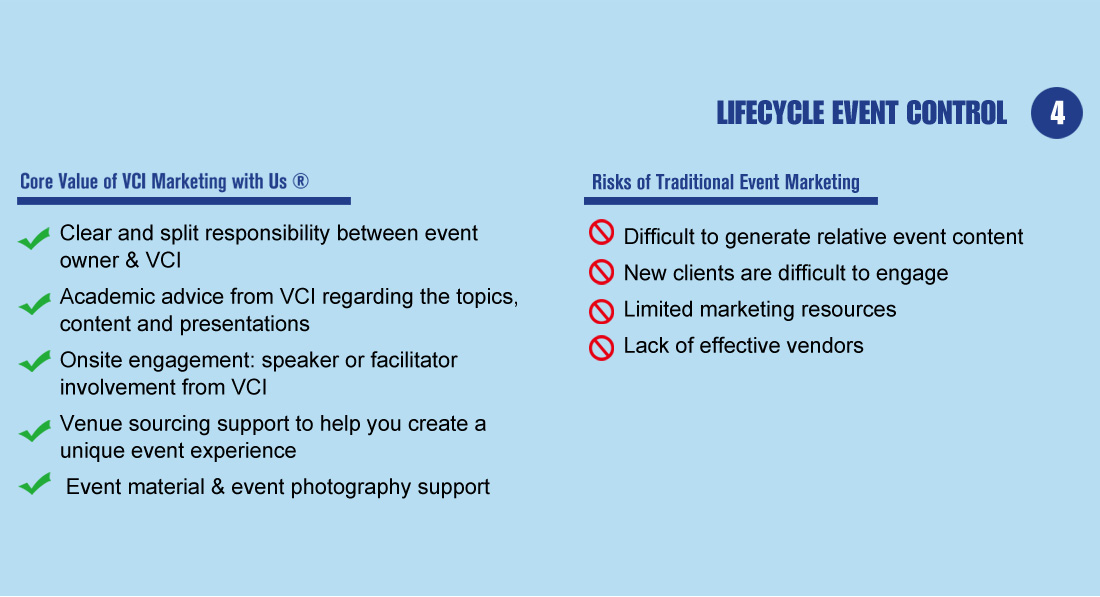 LIFECYCLE EVENT CONTROL 4
Core Value of VCI Marketing with Us ®
Clear and split responsibility between event
owner & VCI
Academic advice from VCI regarding the topics,
content and presentations
Onsite engagement: speaker or facilitator
involvement from VCI
Venue sourcing support to help you create a
unique event experience
Event material & event photography support
Risks of Traditional Event Marketing
Difficult to generate relative event content
New clients are difficult to engage
Limited marketing resources
Lack of effective vendors